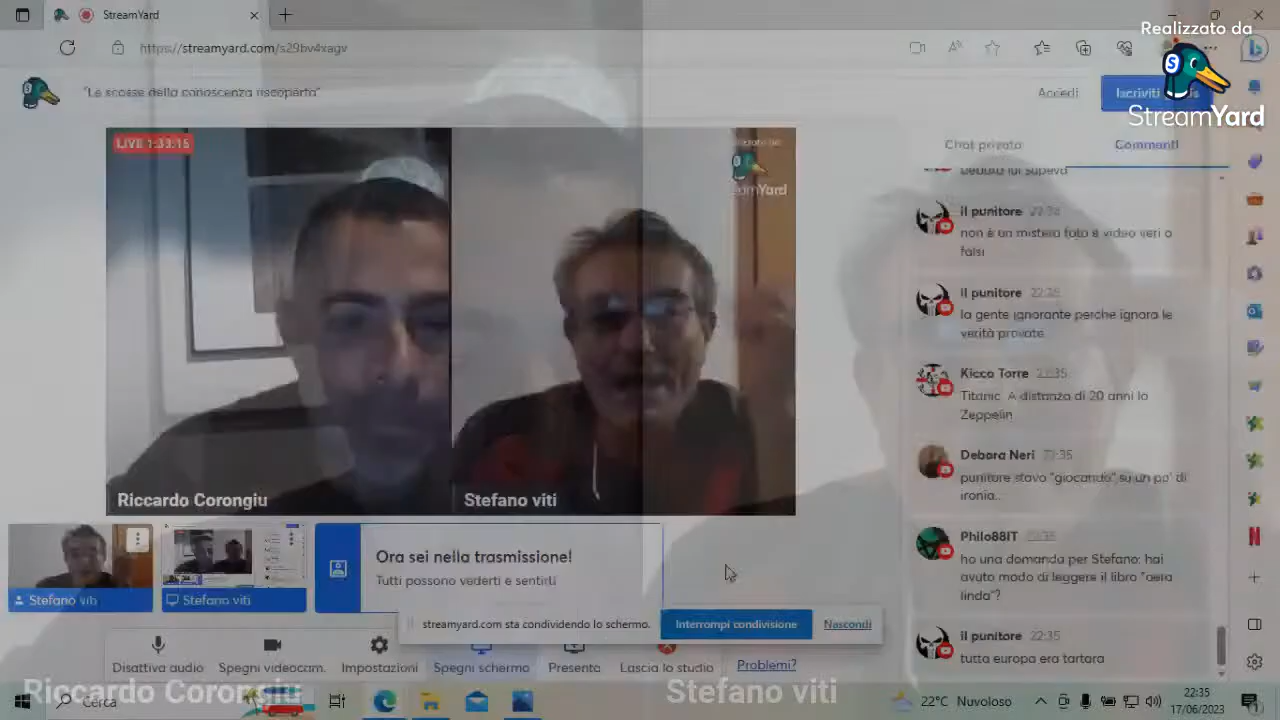 StreamYard
https://streamyard.com/s29bv4xagv
Realizzato da
StreamYard
"Le scosse della conoscenza riscoperta"
Accedi
Iscriviti
LIVE 1:33:15
Chat privata
Commenti
il punitore 22:34
non è un mistero foto e video veri o
falsi
il punitore 22:35
la gente ignorante perche ignora le
verità provate
Kicco Torre 22:35
Titanic A distanza di 20 anni lo
Zeppelin
Debora Neri 22:35
punitore stavo "giocando" su un po' di
ironia..
Philo88IT 22:35
ho una domanda per Stefano: hai
avuto modo di leggere il libro "oera
linda"?
il punitore 22:35
tutta europa era tartara
Riccardo Corongiu
Stefano viti
Ora sei nella trasmissione!
Tutti possono vederti e sentirti
Stefano viti
Stefano viti
streamyard.com sta condividendo lo schermo.
Interrompi condivisione
Nascondi
Disattiva audio
Spegni videocam.
Impostazioni
Spegni schermo
Presenta
Lascia lo studio
Problemi?
Riccardo Corongiu
Stefano viti
Cerca
22°C Nuvoloso
22:35
17/06/2023